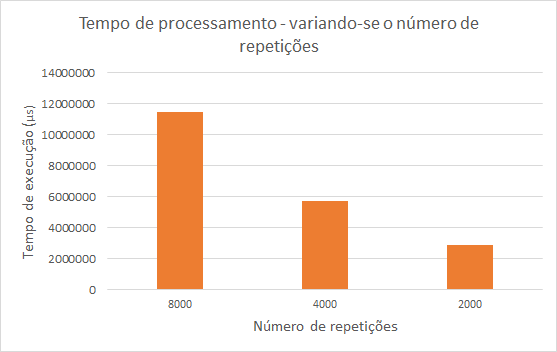 Tempo de processamento - variando-se o número de
repetições
14000000
12000000
10000000
8000000
6000000
4000000
2000000
0
Tempo de execução (µs)
8000
4000
2000
Número de repetições